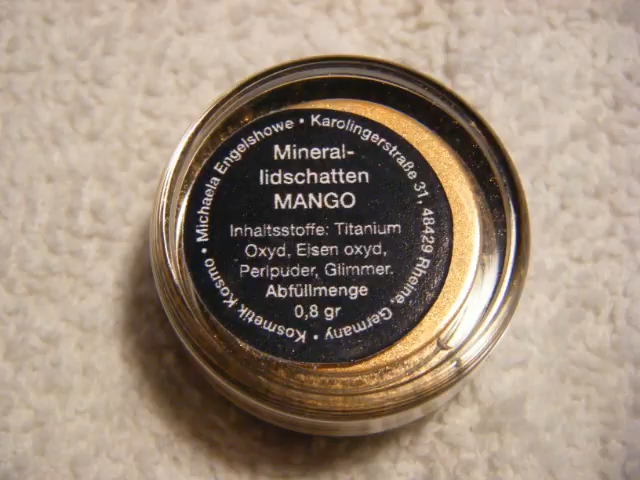 Kosmetik Kosmo • Michaela Engelshowe • Karolingerstraße 31, 48429 Rheine, Germany •
Mineral-
lidschatten
MANGO
Inhaltsstoffe: Titanium
Oxyd, Eisen oxyd,
Perlpuder, Glimmer.
Abfüllmenge
0,8 gr